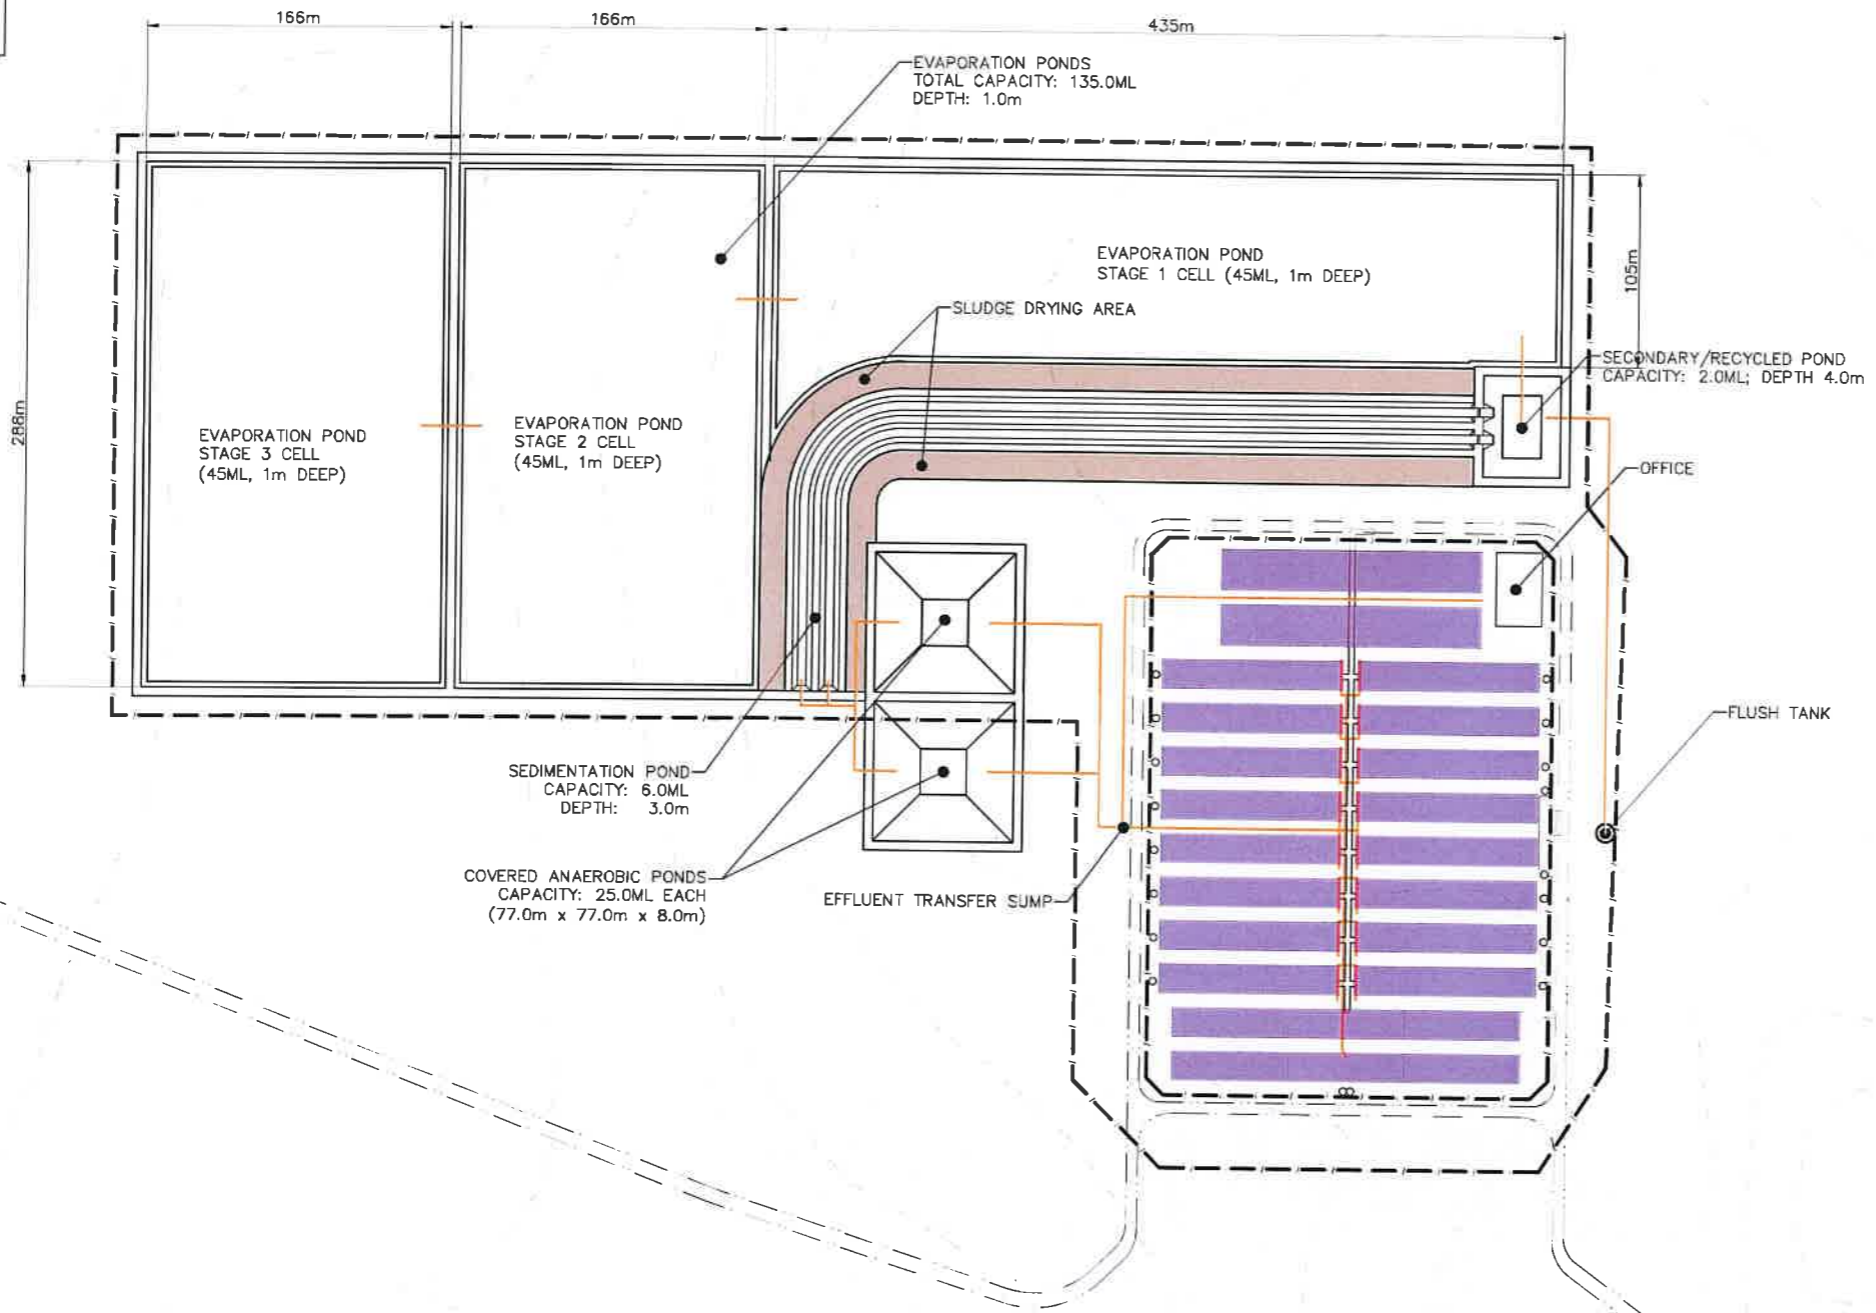 166m
166m
435m
EVAPORATION PONDS
TOTAL CAPACITY: 135.0ML
DEPTH: 1.0m
EVAPORATION POND
STAGE 1 CELL (45ML, 1m DEEP)
105m
SLUDGE DRYING AREA
SECONDARY/RECYCLED POND
CAPACITY: 2.0ML; DEPTH 4.0m
288m
EVAPORATION POND
STAGE 3 CELL
(45ML, 1m DEEP)
EVAPORATION POND
STAGE 2 CELL
(45ML, 1m DEEP)
OFFICE
FLUSH TANK
SEDIMENTATION POND
CAPACITY: 6.0ML
DEPTH: 3.0m
COVERED ANAEROBIC PONDS
CAPACITY: 25.0ML EACH
(77.0m x 77.0m x 8.0m)
EFFLUENT TRANSFER SUMP